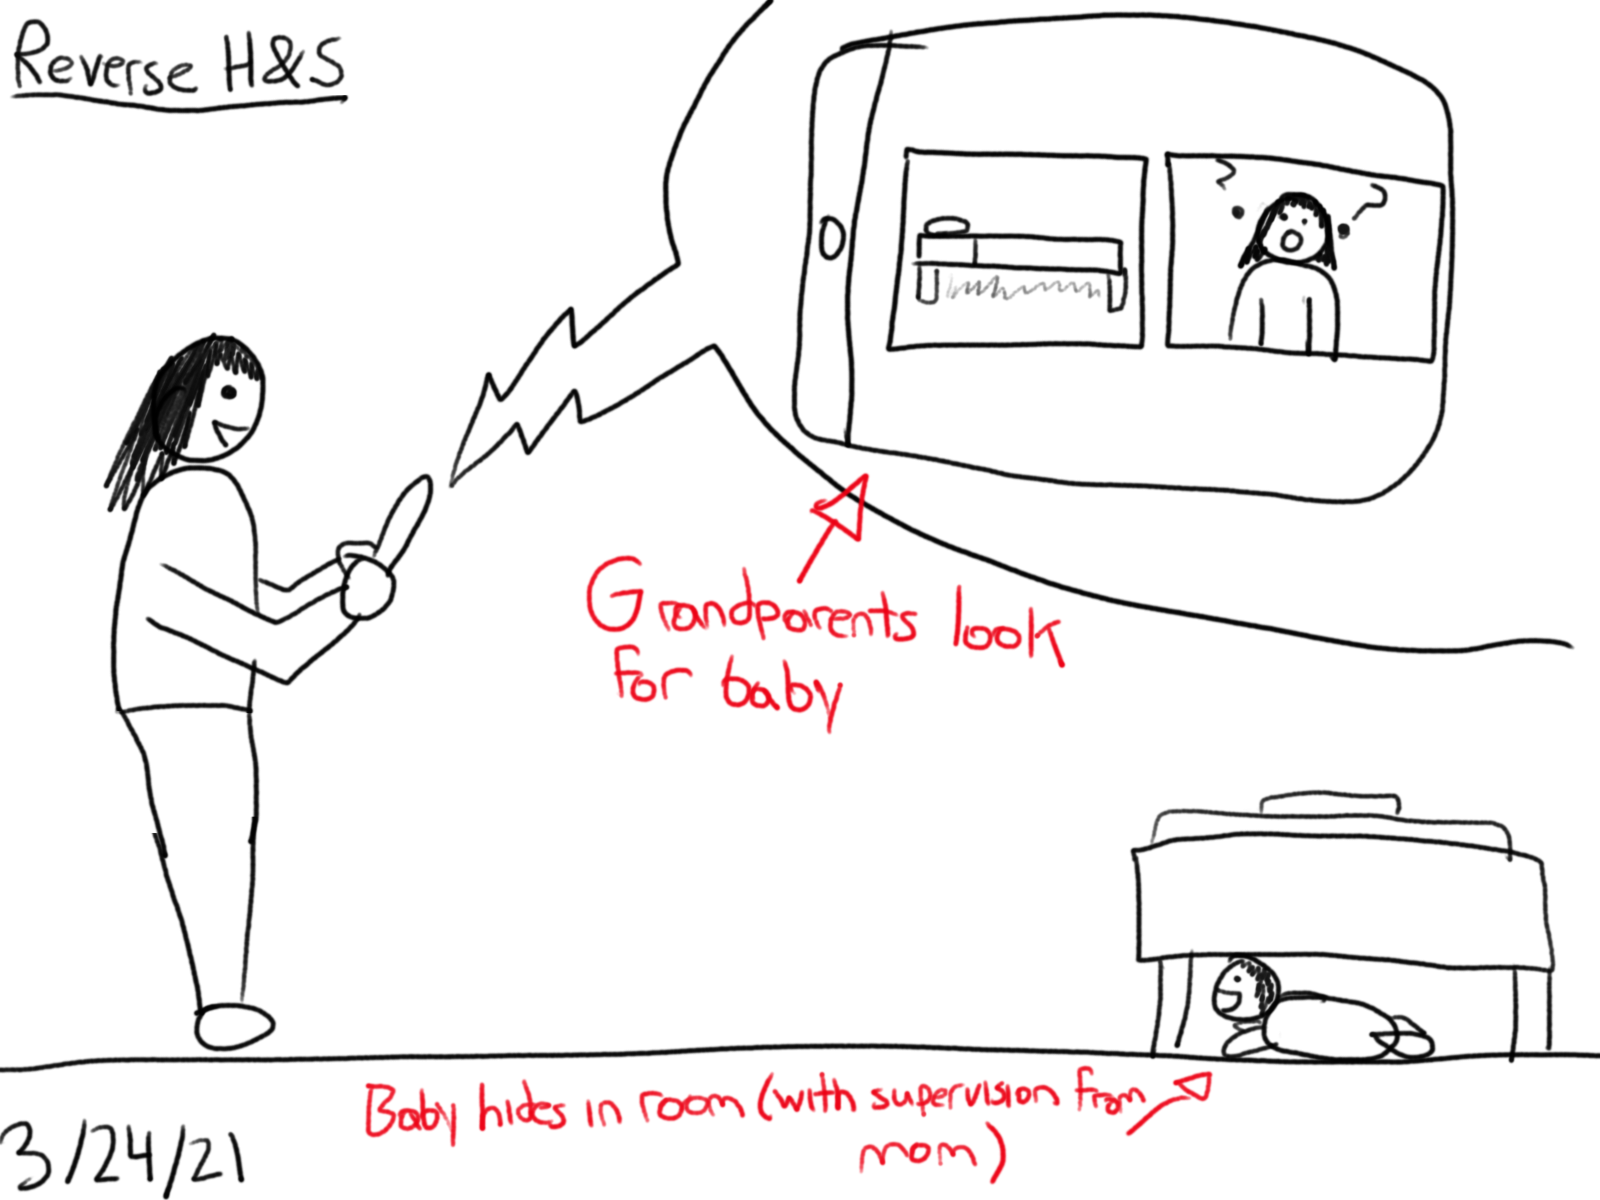 Reverse H&S
? ?
Grandparents look
for baby
Baby hides in room (with supervision from
mom)
3/24/21